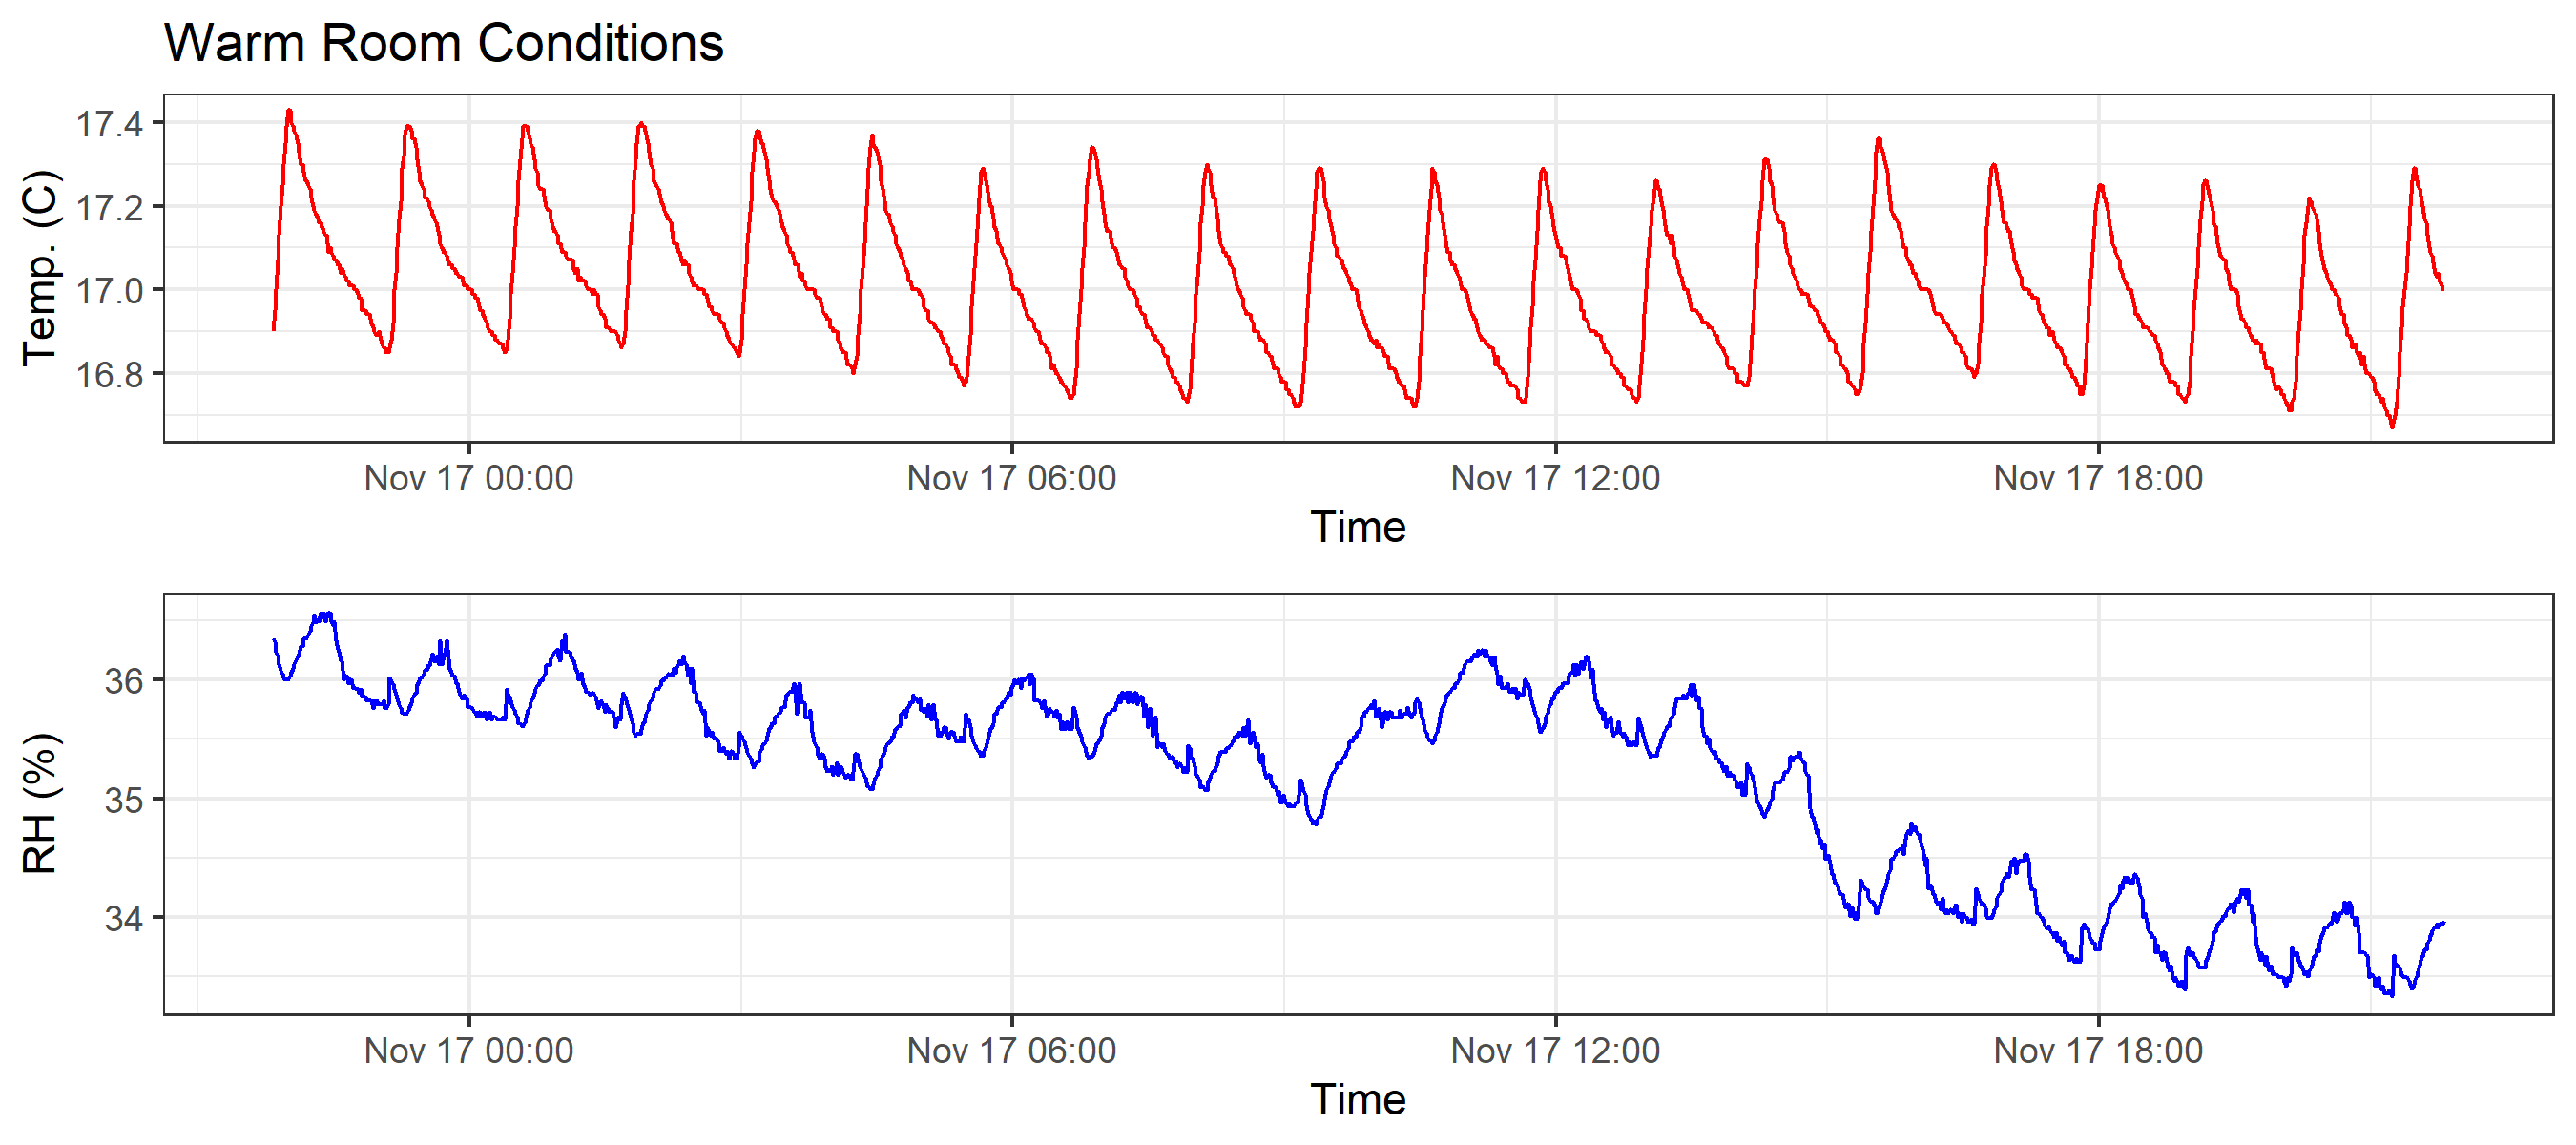 Warm Room Conditions
Temp. (C)
17.4
17.2
17.0
16.8
Nov 17 00:00 Nov 17 06:00 Nov 17 12:00 Nov 17 18:00
Time
RH (%)
36
35
34
Nov 17 00:00 Nov 17 06:00 Nov 17 12:00 Nov 17 18:00
Time